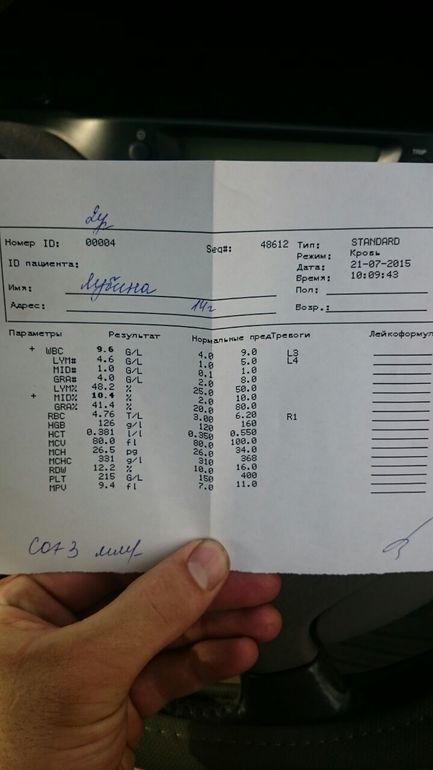 2у
Номер ID: 00004 Seq#: 48612 Тип: STANDARD
Режим: Кровь
ID пациента: Дата: 21-07-2015
Время: 10:09:43
Имя: Лубина Пол:
Адрес: 14г Возр.:
Параметры Результат Нормальные предТревоги Лейкоформул
+ WBC 9.6 G/L 4.0 9.0 L3
LYM# 4.6 G/L 1.0 5.0 L4
MID# 1.0 G/L 0.1 1.0
GRA# 4.0 G/L 2.0 8.0
LYM% 48.2 % 25.0 50.0
+ MID% 10.4 % 2.0 10.0
GRA% 41.4 % 20.0 80.0
RBC 4.76 T/L 3.00 6.20 R1
HGB 126 g/l 120 160
HCT 0.381 l/l 0.350 0.550
MCV 80.0 fl 80.0 100.0
MCH 26.5 pg 26.0 34.0
MCHC 331 g/l 310 368
RDW 12.2 % 10.0 16.0
PLT 215 G/L 150 400
MPV 9.4 fl 7.0 11.0
СОЭ 3 мм/